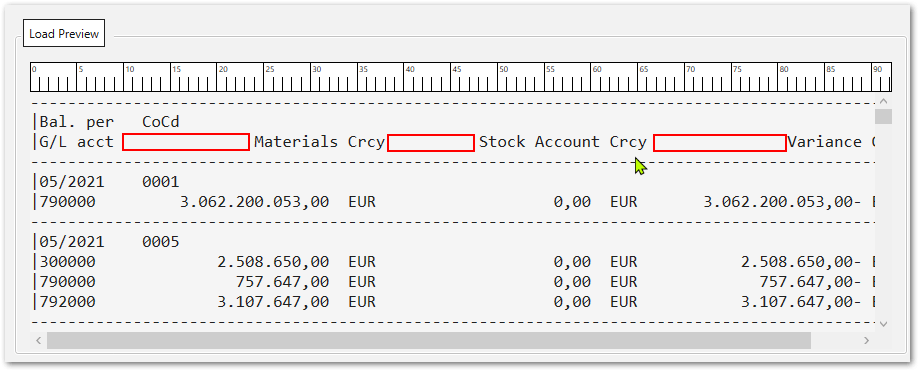 Load Preview
0 5 10 15 20 25 30 35 40 45 50 55 60 65 70 75 80 85 90
|Bal. per   CoCd
|G/L acct Materials Crcy Stock Account Crcy Variance C
|05/2021    0001
|790000         3.062.200.053,00  EUR                   0,00  EUR       3.062.200.053,00- E
|05/2021    0005
|300000             2.508.650,00  EUR                   0,00  EUR           2.508.650,00- E
|790000               757.647,00  EUR                   0,00  EUR             757.647,00- E
|792000             3.107.647,00  EUR                   0,00  EUR           3.107.647,00- E